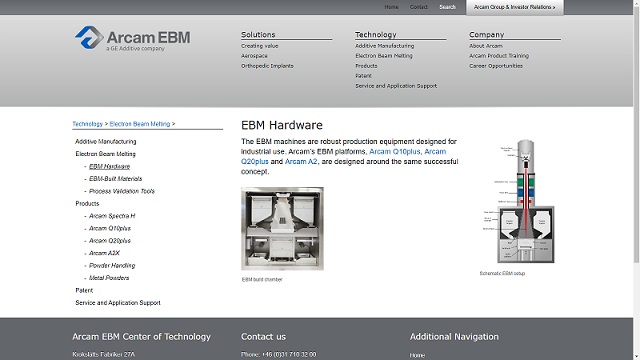 Home Contact Search Arcam Group & Investor Relations »
Arcam EBM
a GE Additive company
Solutions Technology Company
Creating value Additive Manufacturing About Arcam
Aerospace Electron Beam Melting Arcam Product Training
Orthopedic Implants Products Career Opportunities
Patent
Service and Application Support
Technology > Electron Beam Melting >
Additive Manufacturing
Electron Beam Melting
- EBM Hardware
- EBM-Built Materials
- Process Validation Tools
Products
- Arcam Spectra H
- Arcam Q10plus
- Arcam Q20plus
- Arcam A2X
- Powder Handling
- Metal Powders
Patent
Service and Application Support
EBM Hardware
The EBM machines are robust production equipment designed for
industrial use. Arcam's EBM platforms, Arcam Q10plus, Arcam
Q20plus and Arcam A2, are designed around the same successful
concept.
EBM build chamber
Schematic EBM setup
Arcam EBM Center of Technology Contact us Additional Navigation
Krokslätts Fabriker 27A Phone: +46 (0)31 710 32 00 Home